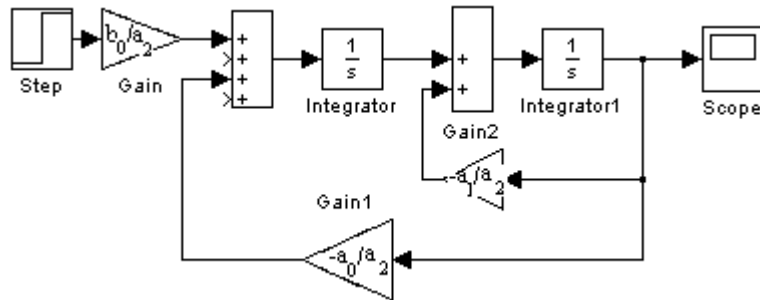 b0/a2
+
+
+
1
s
+
+
1
s
Step
Gain
Integrator
Integrator1
Scope
Gain2
-a1/a2
Gain1
-a0/a2